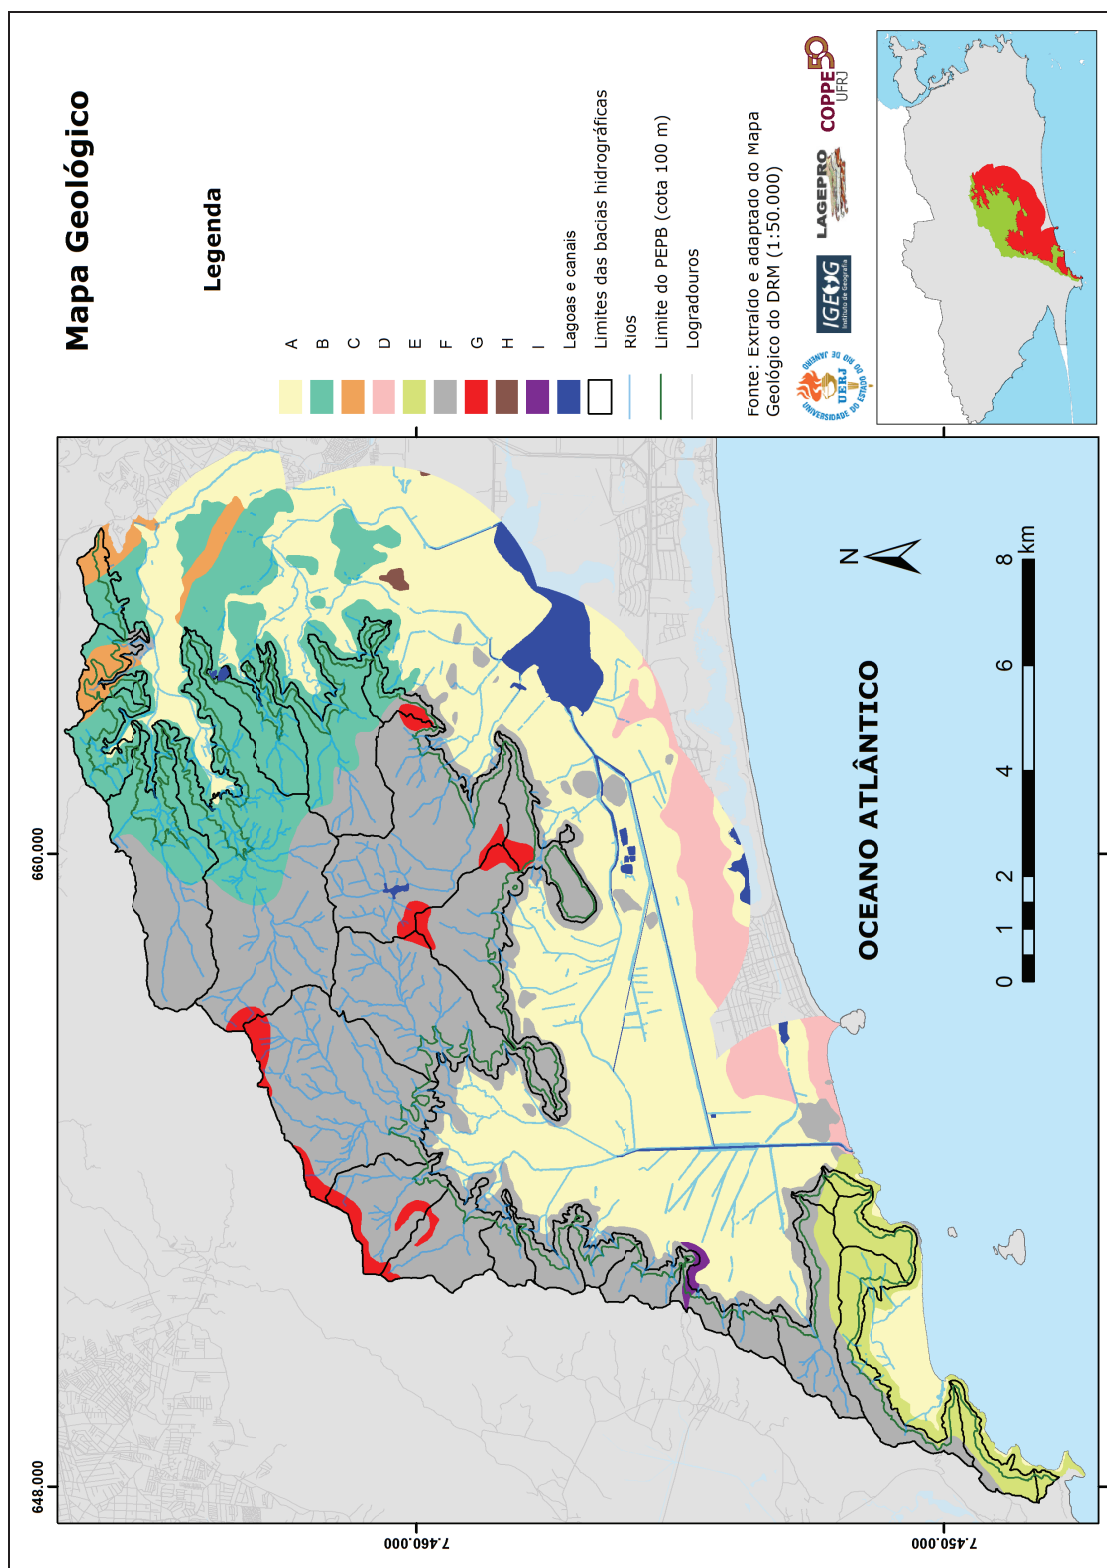 Mapa Geológico
Legenda
A
B
C
D
E
F
G
H
I
Lagoas e canais
Limites das bacias hidrográficas
Rios
Limite do PEPB (cota 100 m)
Logradouros
Fonte: Extraído e adaptado do Mapa
Geológico do DRM (1:50.000)
UERJ
UNIVERSIDADE DO ESTADO DO RIO DE JANEIRO
IGEOG
Instituto de Geografia
LAGEPRO
COPPE 50
UFRJ
648.000
660.000
7.460.000
7.450.000
OCEANO ATLÂNTICO
N
0 1 2 4 6 8
km